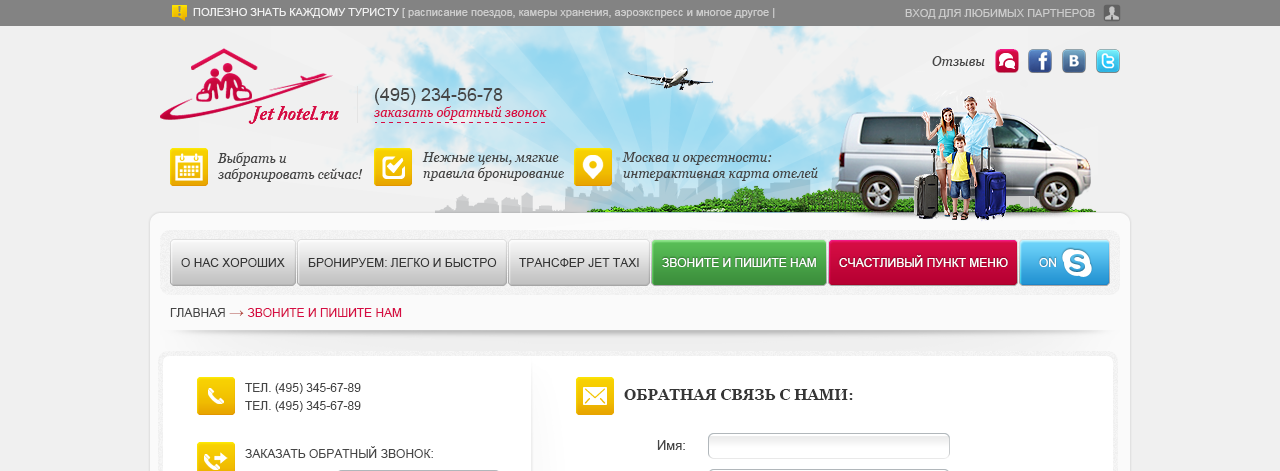 ПОЛЕЗНО ЗНАТЬ КАЖДОМУ ТУРИСТУ [ расписание поездов, камеры хранения, аэроэкспресс и многое другое ]
ВХОД ДЛЯ ЛЮБИМЫХ ПАРТНЕРОВ
Отзывы
Jet hotel.ru
(495) 234-56-78
заказать обратный звонок
Выбрать и
забронировать сейчас!
Нежные цены, мягкие
правила бронирование
Москва и окрестности:
интерактивная карта отелей
О НАС ХОРОШИХ
БРОНИРУЕМ: ЛЕГКО И БЫСТРО
ТРАНСФЕР JET TAXI
ЗВОНИТЕ И ПИШИТЕ НАМ
СЧАСТЛИВЫЙ ПУНКТ МЕНЮ
ON
ГЛАВНАЯ → ЗВОНИТЕ И ПИШИТЕ НАМ
ТЕЛ. (495) 345-67-89
ТЕЛ. (495) 345-67-89
ЗАКАЗАТЬ ОБРАТНЫЙ ЗВОНОК:
ОБРАТНАЯ СВЯЗЬ С НАМИ:
Имя: